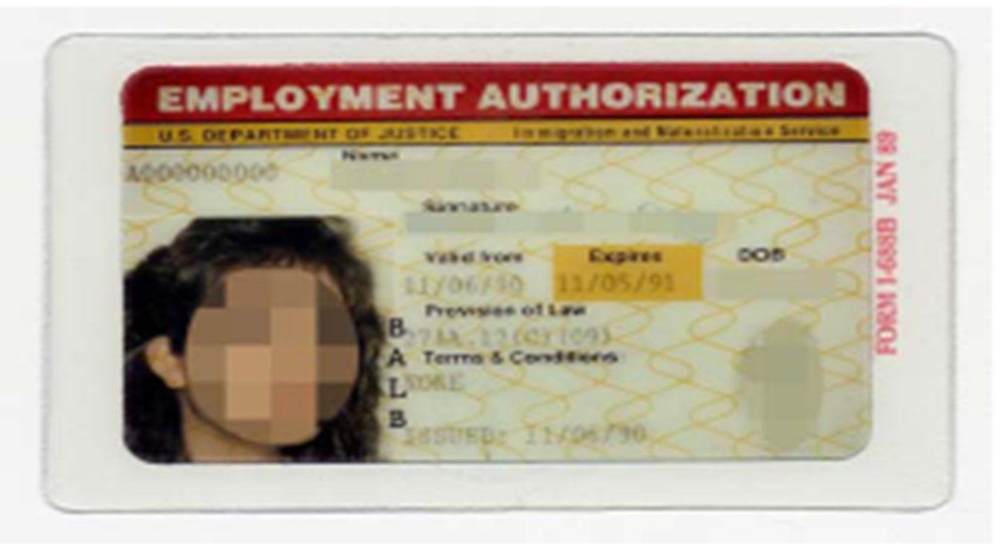 EMPLOYMENT AUTHORIZATION
U.S. DEPARTMENT OF JUSTICE Immigration and Naturalization Service
A000000000
Name
Signature
Valid from Expires DOB
11/06/90 11/05/91
Provision of Law
274A.12(C)(09)
Terms & Conditions:
NONE
ISSUED: 11/06/90
B
A
L
B
FORM I-688B JAN 89